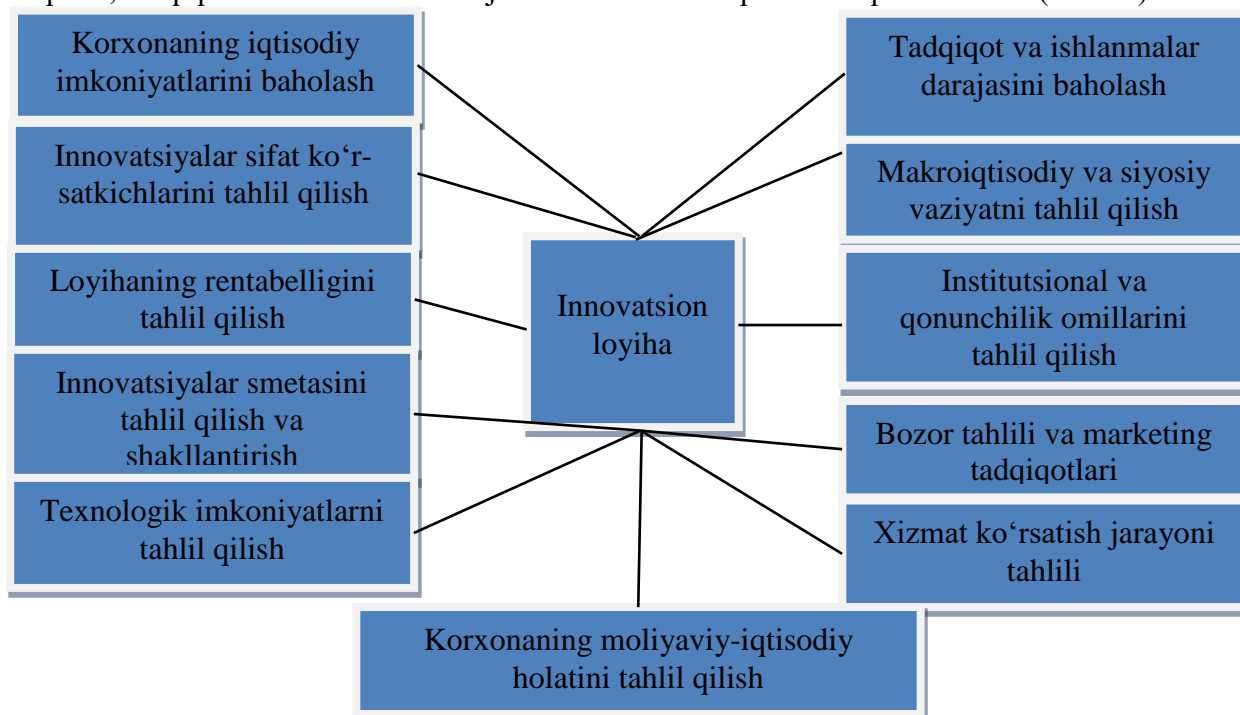 Korxonaning iqtisodiy
imkoniyatlarini baholash
Innovatsiyalar sifat ko‘r-
satkichlarini tahlil qilish
Loyihaning rentabelligini
tahlil qilish
Innovatsiyalar smetasini
tahlil qilish va
shakllantirish
Texnologik imkoniyatlarni
tahlil qilish
Innovatsion
loyiha
Tadqiqot va ishlanmalar
darajasini baholash
Makroiqtisodiy va siyosiy
vaziyatni tahlil qilish
Institutsional va
qonunchilik omillarini
tahlil qilish
Bozor tahlili va marketing
tadqiqotlari
Xizmat ko‘rsatish jarayoni
tahlili
Korxonaning moliyaviy-iqtisodiy
holatini tahlil qilish